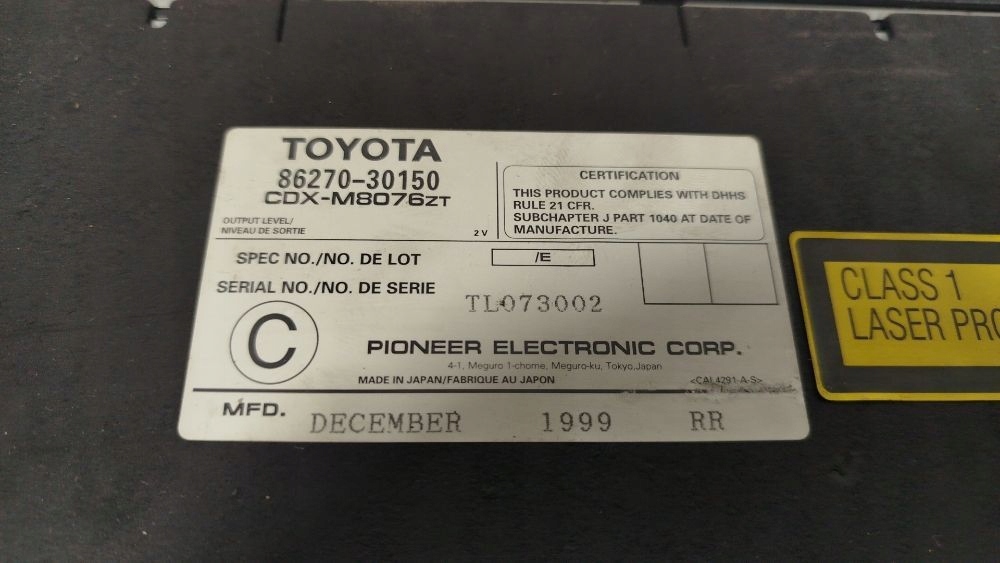 TOYOTA
86270-30150
CDX-M8076ZT
OUTPUT LEVEL/
NIVEAU DE SORTIE
2 V
CERTIFICATION
THIS PRODUCT COMPLIES WITH DHHS
RULE 21 CFR.
SUBCHAPTER J PART 1040 AT DATE OF
MANUFACTURE.
SPEC NO./NO. DE LOT
/E
SERIAL NO./NO. DE SERIE
TL073002
C
PIONEER ELECTRONIC CORP.
4-1, Meguro 1-chome, Meguro-ku, Tokyo, Japan
MADE IN JAPAN/FABRIQUE AU JAPON
<CAL4291-A-S>
MFD. DECEMBER 1999 RR
CLASS 1
LASER PRO